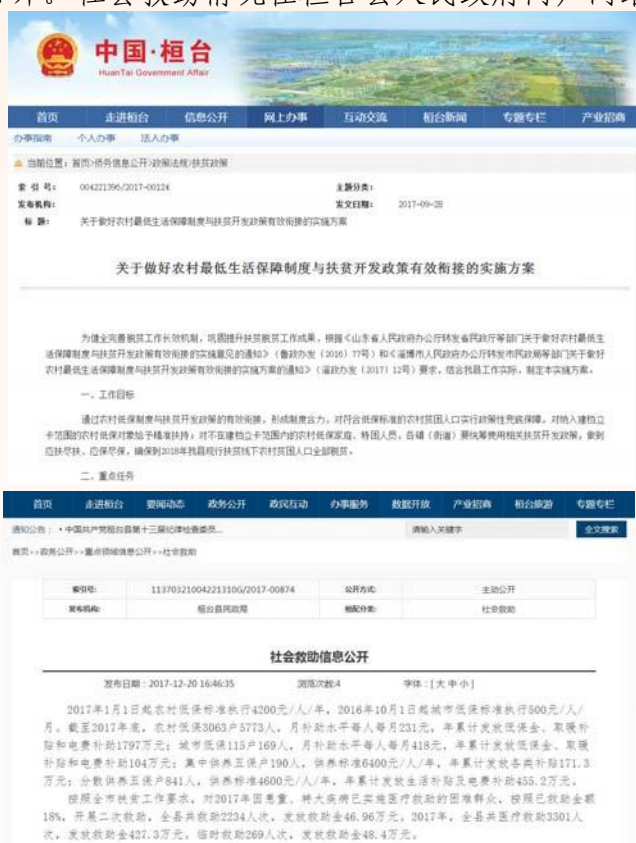 中国·桓台
HuanTai Government Affair
首页 走进桓台 信息公开 网上办事 互动交流 桓台新闻 专题专栏 产业招商
办事指南 个人办事 法人办事
当前位置：首页>侨务信息公开>政策法规>扶贫政策
索 引 号： 004221396/2017-00124 主题分类：
发布机构： 发文日期： 2017-09-28
标 题： 关于做好农村最低生活保障制度与扶贫开发政策有效衔接的实施方案
关于做好农村最低生活保障制度与扶贫开发政策有效衔接的实施方案
为健全完善脱贫工作长效机制，巩固提升扶贫脱贫工作成果，根据《山东省人民政府办公厅转发省民政厅等部门关于做好农村最低生
活保障制度与扶贫开发政策有效衔接的实施意见的通知》（鲁政办发〔2016〕77号）和《淄博市人民政府办公厅转发市民政局等部门关于做好
农村最低生活保障制度与扶贫开发政策有效衔接的实施方案的通知》（淄政办发〔2017〕12号）要求，结合我县工作实际，制定本实施方案。
一、工作目标
通过农村低保制度与扶贫开发政策的有效衔接，形成制度合力，对符合低保标准的农村贫困人口实行政策性兜底保障，对纳入建档立
卡范围的农村低保对象给予精准扶持；对不在建档立卡范围内的农村低保家庭、特困人员，各镇（街道）要统筹使用相关扶贫开发政策，做到
应扶尽扶、应保尽保，确保到2018年我县现行扶贫线下农村贫困人口全部脱贫。
二、重点任务
首页 走进桓台 要闻动态 政务公开 政民互动 办事服务 数据开放 产业招商 桓台旅游 专题专栏
通知公告： • 中国共产党桓台县第十三届纪律检查委员... 请输入关键字 全文搜索
首页>>政务公开>>重点领域信息公开>>社会救助
索引号: 11370321004221310G/2017-00874 公开方式: 主动公开
发布机构: 桓台县民政局 组配分类: 社会救助
社会救助信息公开
发布日期：2017-12-20 16:46:35 浏览次数:4 字体：[大 中 小]
2017年1月1日起农村低保标准执行4200元/人/年，2016年10月1日起城市低保标准执行500元/人/
月。截至2017年底，农村低保3063户5773人，月补助水平每人每月231元，年累计发放低保金、取暖补
贴和电费补助1797万元；城市低保115户169人，月补助水平每人每月418元，年累计发放低保金、取暖
补贴和电费补助104万元；集中供养五保户190人，供养标准6400元/人/年，年累计发放各类补贴171.3
万元；分散供养五保户841人，供养标准4600元/人/年，年累计发放生活补贴及电费补助455.2万元。
按照全市扶贫工作要求，对2017年因患重、特大疾病已实施医疗救助的困难群众，按照已救助金额
18%，开展二次救助，全县共救助2234人次，发放救助金46.96万元。2017年，全县共医疗救助3301人
次，发放救助金427.3万元。临时救助269人次，发放救助金48.4万元。